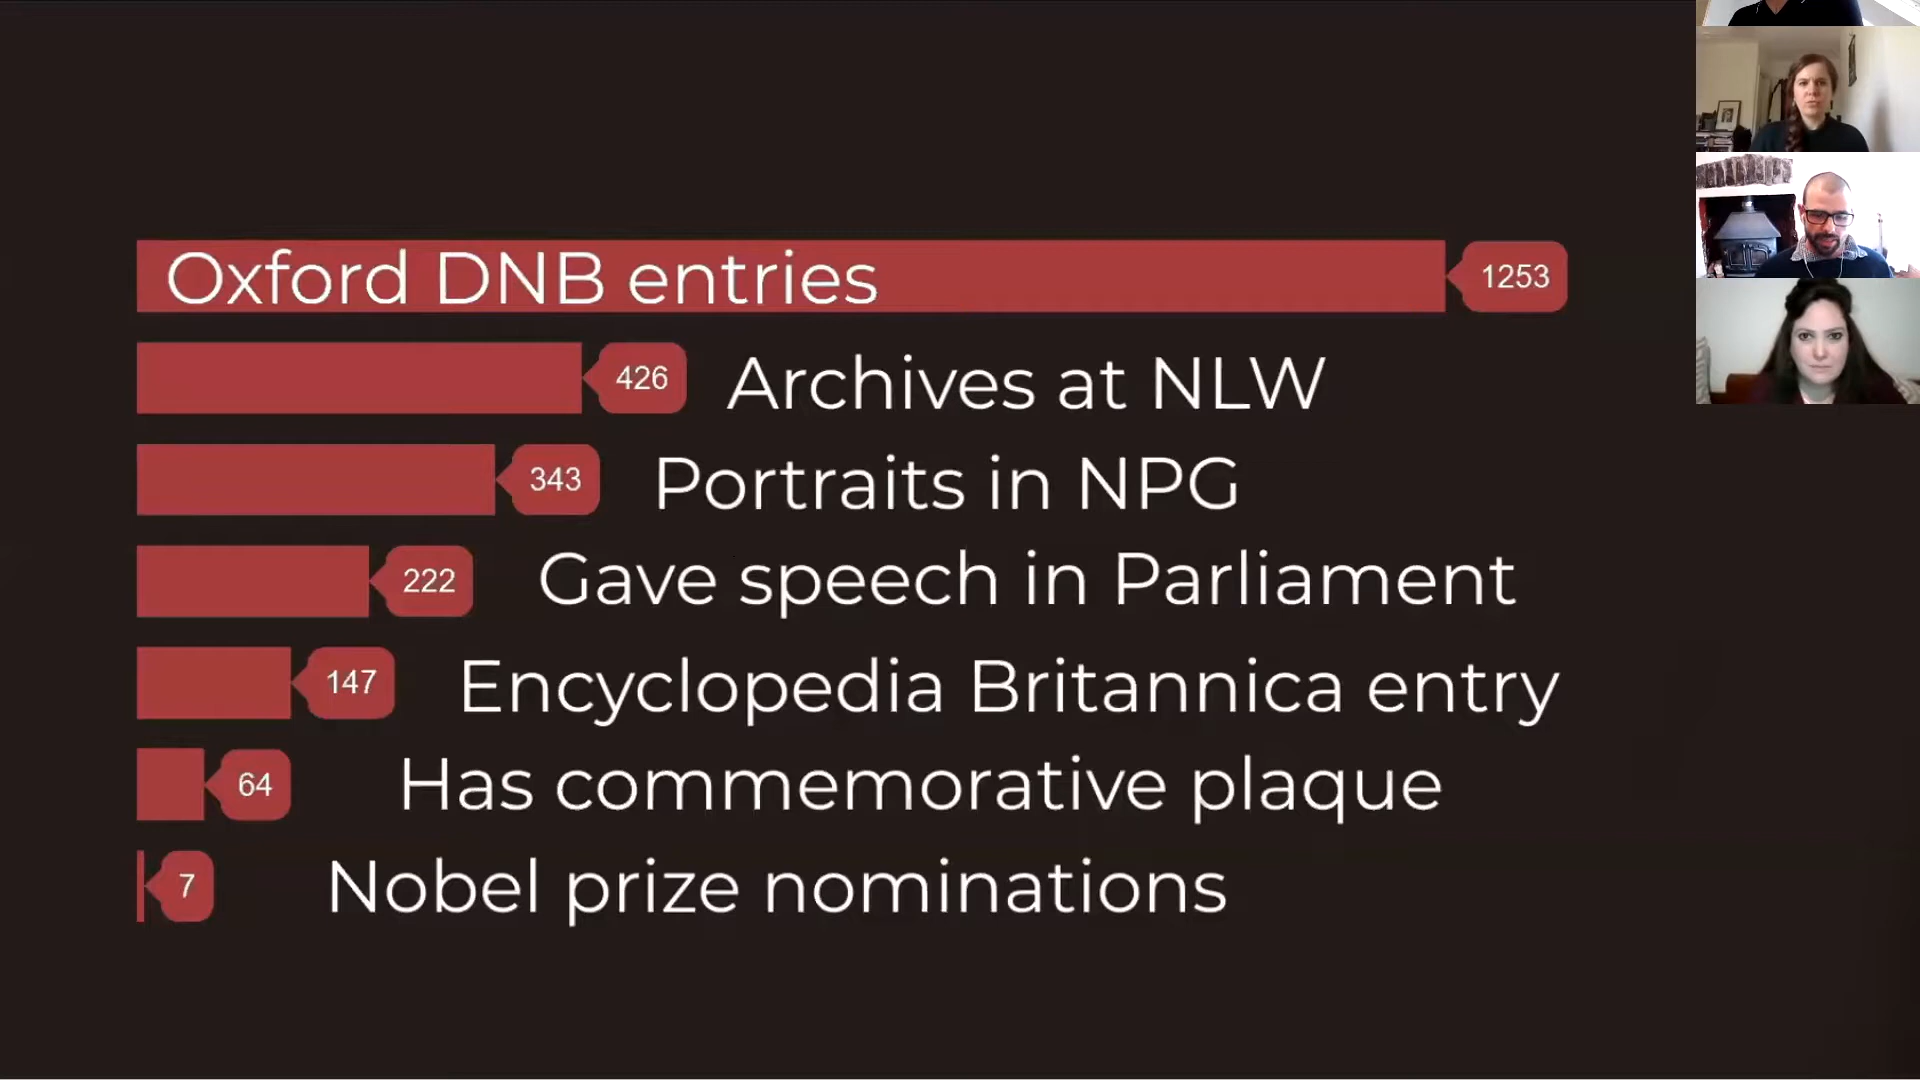 Oxford DNB entries 1253
426 Archives at NLW
343 Portraits in NPG
222 Gave speech in Parliament
147 Encyclopedia Britannica entry
64 Has commemorative plaque
7 Nobel prize nominations